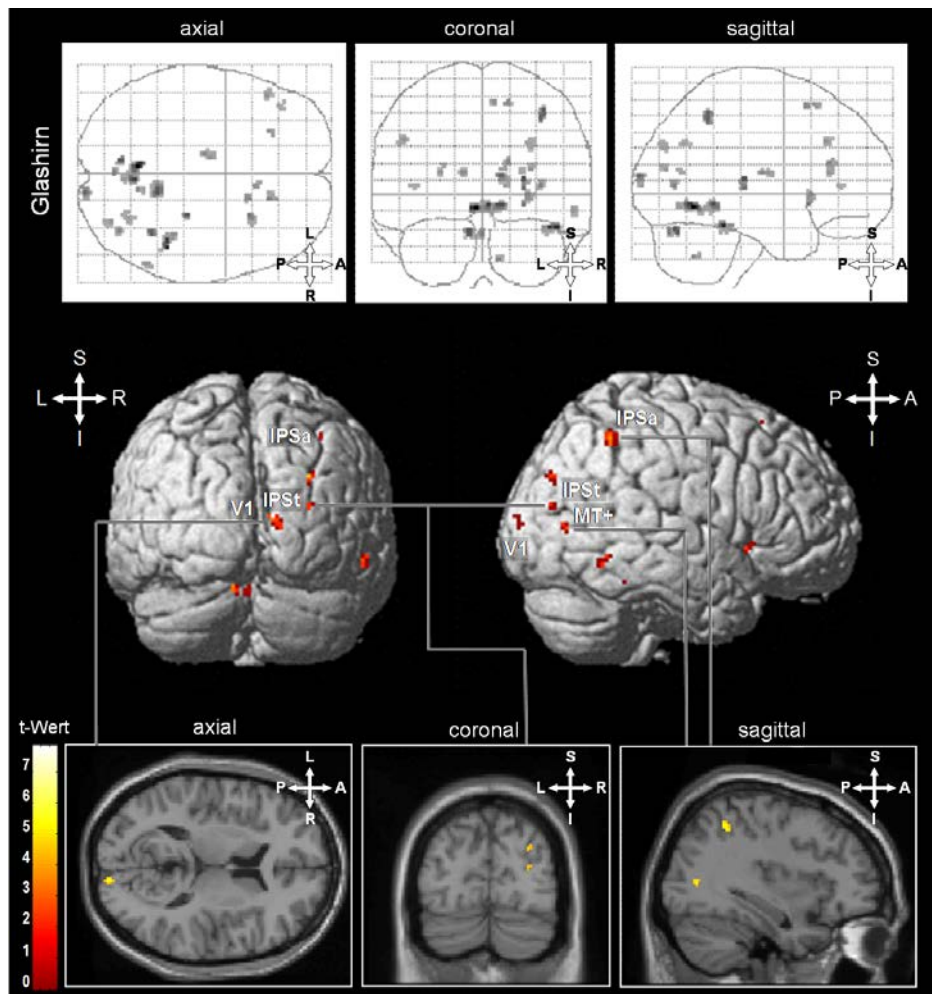 axial coronal sagittal
Glashirn
L
P A
R
S
L R
I
S
P A
I
S
L R
I
S
P A
I
IPSa
IPSt
V1
IPSa
IPSt
MT+
V1
t-Wert
axial coronal sagittal
7
6
5
4
3
2
1
0
L
P A
R
S
L R
I
S
P A
I